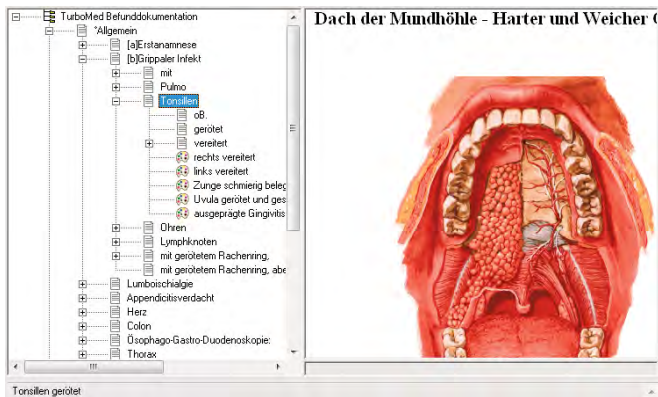 TurboMed Befunddokumentation
°Allgemein
[a]Erstanamnese
[b]Grippaler Infekt
mit
Pulmo
Tonsillen
oB.
gerötet
vereitert
rechts vereitert
links vereitert
Zunge schmierig beleg
Uvula gerötet und ges
ausgeprägte Gingivitis
Ohren
Lymphknoten
mit gerötetem Rachenring,
mit gerötetem Rachenring, abe
Lumboischialgie
Appendicitisverdacht
Herz
Colon
Ösophago-Gastro-Duodenoskopie:
Thorax
Dach der Mundhöhle - Harter und Weicher G
Tonsillen gerötet